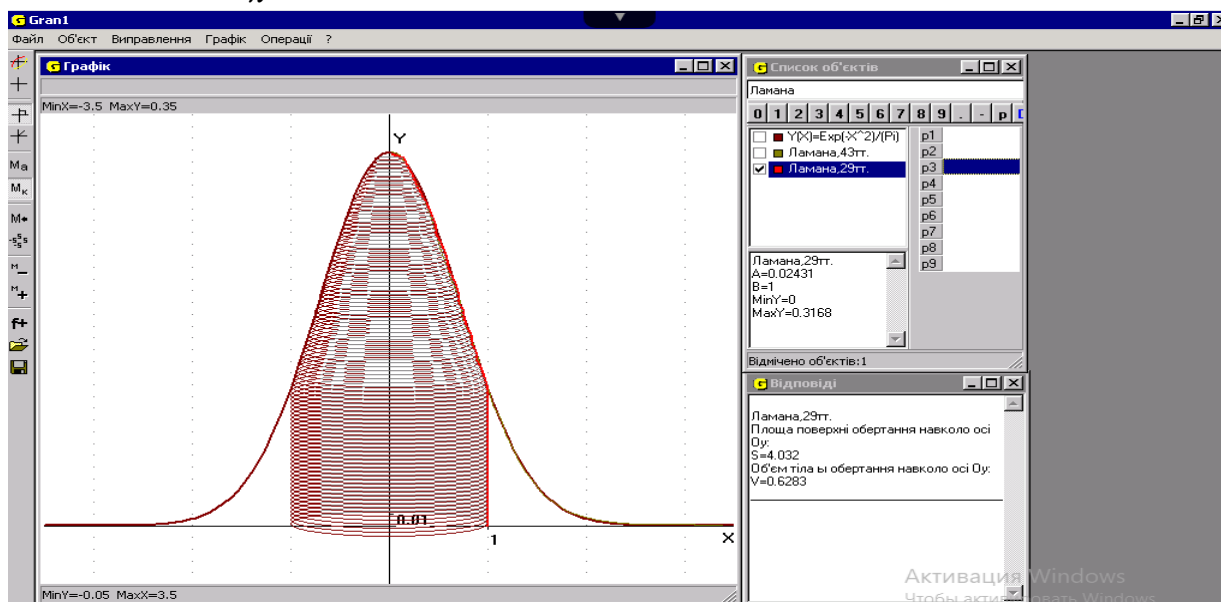 Gran1
Файл Об'єкт Виправлення Графік Операції ?
Графік
MinX=-3.5 MaxY=0.35
Y
0.01
1
X
MinY=-0.05 MaxX=3.5
Ma
Mк
M
-s5s
M
M+
f+
Список об'єктів
Ламана
0 1 2 3 4 5 6 7 8 9 . - p
Y(X)=Exp(-X^2)/(Pi)
Ламана,43тт.
Ламана,29тт.
p1
p2
p3
p4
p5
p6
p7
p8
p9
Ламана,29тт.
A=0.02431
B=1
MinY=0
MaxY=0.3168
Відмічено об'єктів:1
Відповіді
Ламана,29тт.
Площа поверхні обертання навколо осі
Oy:
S=4.032
Об'єм тіла ы обертання навколо осі Oy:
V=0.6283
Активация Windows